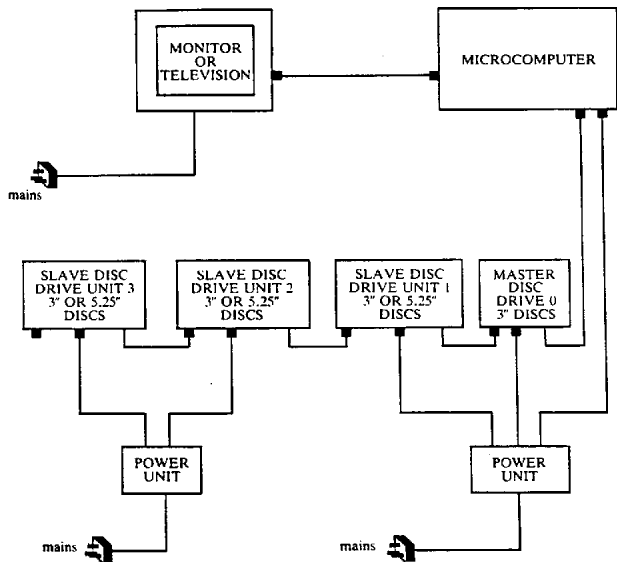 MONITOR
OR
TELEVISION
MICROCOMPUTER
mains
SLAVE DISC
DRIVE UNIT 3
3" OR 5.25"
DISCS
SLAVE DISC
DRIVE UNIT 2
3" OR 5.25"
DISCS
SLAVE DISC
DRIVE UNIT 1
3" OR 5.25"
DISCS
MASTER
DISC
DRIVE 0
3" DISCS
POWER
UNIT
POWER
UNIT
mains
mains